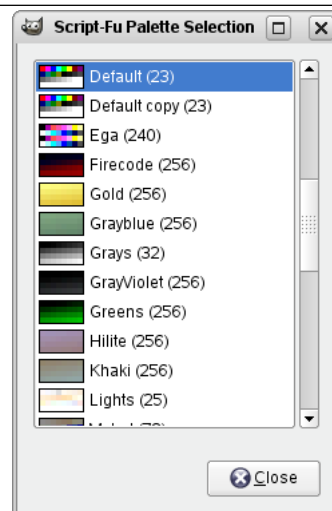 Script-Fu Palette Selection
Default (23)
Default copy (23)
Ega (240)
Firecode (256)
Gold (256)
Grayblue (256)
Grays (32)
GrayViolet (256)
Greens (256)
Hilite (256)
Khaki (256)
Lights (25)
Close